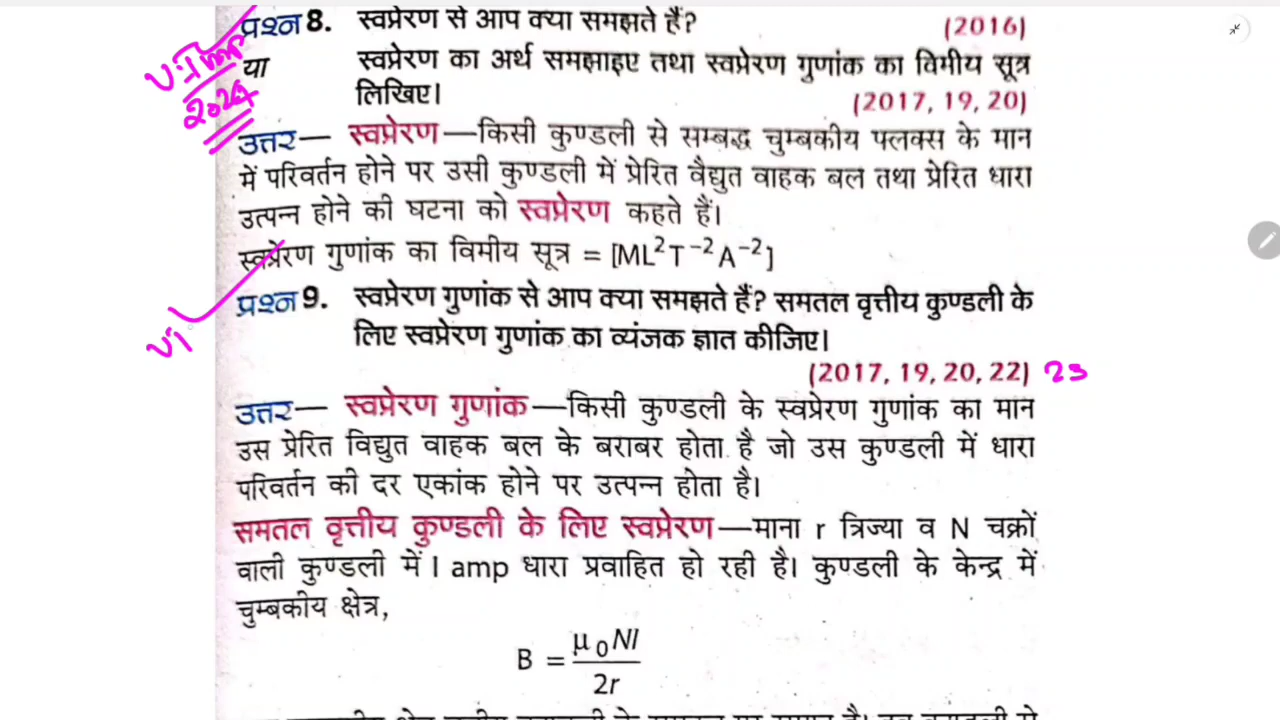 प्रश्न 8. स्वप्रेरण से आप क्या समझते हैं?
(2016)
या स्वप्रेरण का अर्थ समझाइए तथा स्वप्रेरण गुणांक का विमीय सूत्र
लिखिए।
(2017, 19, 20)
2024
उत्तर— स्वप्रेरण—किसी कुण्डली से सम्बद्ध चुम्बकीय फ्लक्स के मान
में परिवर्तन होने पर उसी कुण्डली में प्रेरित वैद्युत वाहक बल तथा प्रेरित धारा
उत्पन्न होने की घटना को स्वप्रेरण कहते हैं।
स्वप्रेरण गुणांक का विमीय सूत्र = [ML²T⁻²A⁻²]
प्रश्न 9. स्वप्रेरण गुणांक से आप क्या समझते हैं? समतल वृत्तीय कुण्डली के
लिए स्वप्रेरण गुणांक का व्यंजक ज्ञात कीजिए।
VI
(2017, 19, 20, 22) 23
उत्तर— स्वप्रेरण गुणांक—किसी कुण्डली के स्वप्रेरण गुणांक का मान
उस प्रेरित विद्युत वाहक बल के बराबर होता है जो उस कुण्डली में धारा
परिवर्तन की दर एकांक होने पर उत्पन्न होता है।
समतल वृत्तीय कुण्डली के लिए स्वप्रेरण—माना r त्रिज्या व N चक्रों
वाली कुण्डली में I amp धारा प्रवाहित हो रही है। कुण्डली के केन्द्र में
चुम्बकीय क्षेत्र,
B = μ₀NI / 2r